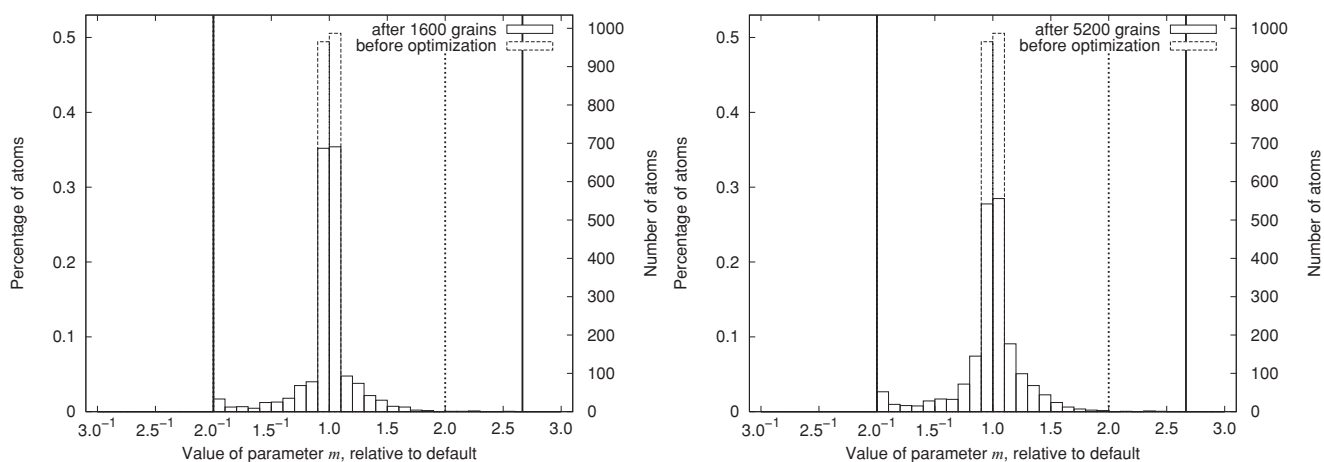 after 1600 grains
before optimization
Percentage of atoms
0.5
0.4
0.3
0.2
0.1
0
1000
900
800
700
600
500
400
300
200
100
0
Number of atoms
3.0⁻¹ 2.5⁻¹ 2.0⁻¹ 1.5⁻¹ 1.0 1.5 2.0 2.5 3.0
Value of parameter m, relative to default
after 5200 grains
before optimization
Percentage of atoms
0.5
0.4
0.3
0.2
0.1
0
1000
900
800
700
600
500
400
300
200
100
0
Number of atoms
3.0⁻¹ 2.5⁻¹ 2.0⁻¹ 1.5⁻¹ 1.0 1.5 2.0 2.5 3.0
Value of parameter m, relative to default